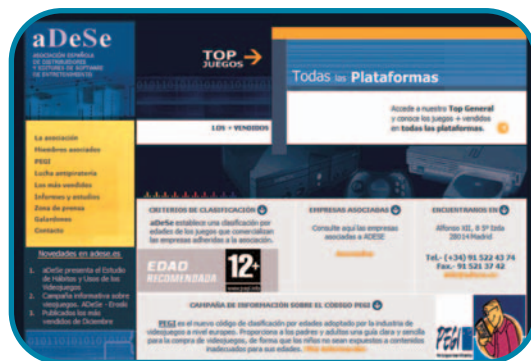 aDeSe
ASOCIACIÓN ESPAÑOLA
DE DISTRIBUIDORES
Y EDITORES DE SOFTWARE
DE ENTRETENIMIENTO
TOP
JUEGOS
Todas las Plataformas
Accede a nuestro Top General
y conoce los juegos + vendidos
en todas las plataformas.
LOS + VENDIDOS
La asociación
Miembros asociados
PEGI
Lucha antipiratería
Los más vendidos
Informes y estudios
Zona de prensa
Galardones
Contacto
Novedades en adese.es
1. aDeSe presenta el Estudio
de Hábitos y Usos de los
Videojuegos
2. Campaña informativa sobre
videojuegos. aDeSe -
3. Publicados los más
vendidos de Diciembre
CRITERIOS DE CLASIFICACIÓN
aDeSe establece una clasificación por
edades de los juegos que comercializan
las empresas adheridas a la asociación.
EDAD
RECOMENDADA
12+
www.pegi.info
EMPRESAS ASOCIADAS
Consulte aquí las empresas
asociadas a ADESE
ENCUENTRANOS EN
Alfonso XII, 8 5º Izda
28014 Madrid
Tel.- (+34) 91 522 43 74
Fax.- 91 521 37 42
CAMPAÑA DE INFORMACIÓN SOBRE EL CÓDIGO PEGI
PEGI es el nuevo código de clasificación por edades adoptado por la industria de
videojuegos a nivel europeo. Proporciona a los padres y adultos una guía clara y sencilla
para la compra de videojuegos, de forma que los niños no sean expuestos a contenidos
inadecuados para sus edades. Más información
PEGI